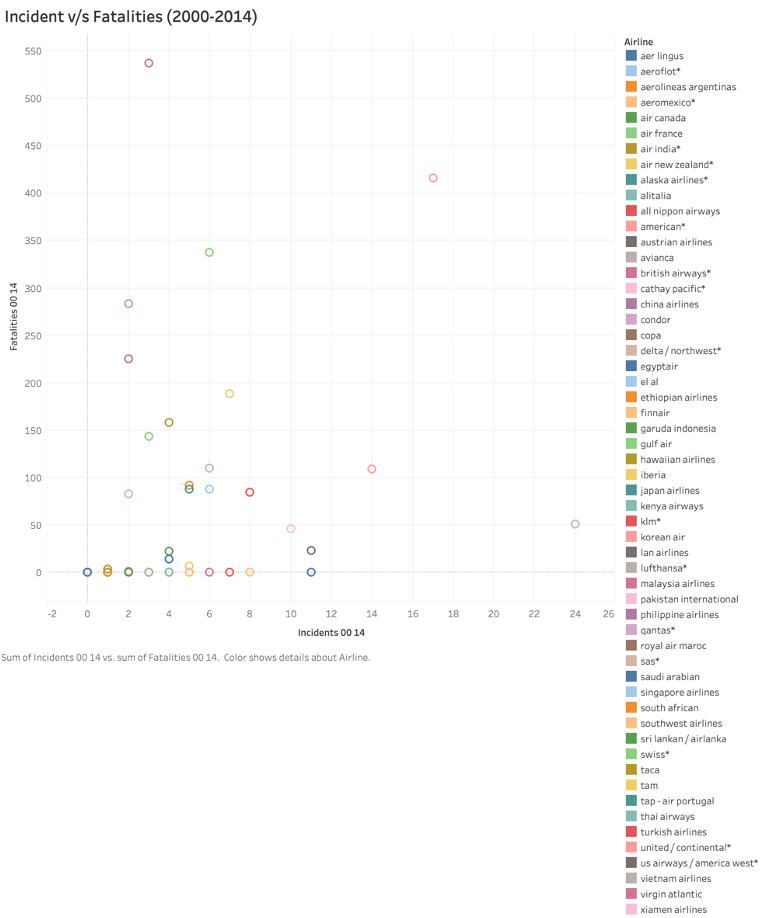 Incident v/s Fatalities (2000-2014)
550
500
450
400
350
300
250
200
150
100
50
0
Fatalities 00 14
-2 0 2 4 6 8 10 12 14 16 18 20 22 24 26
Incidents 00 14
Sum of Incidents 00 14 vs. sum of Fatalities 00 14. Color shows details about Airline.
Airline
aer lingus
aeroflot*
aerolineas argentinas
aeromexico*
air canada
air france
air india*
air new zealand*
alaska airlines*
alitalia
all nippon airways
american*
austrian airlines
avianca
british airways*
cathay pacific*
china airlines
condor
copa
delta / northwest*
egyptair
el al
ethiopian airlines
finnair
garuda indonesia
gulf air
hawaiian airlines
iberia
japan airlines
kenya airways
klm*
korean air
lan airlines
lufthansa*
malaysia airlines
pakistan international
philippine airlines
qantas*
royal air maroc
sas*
saudi arabian
singapore airlines
south african
southwest airlines
sri lankan / airlanka
swiss*
taca
tam
tap - air portugal
thai airways
turkish airlines
united / continental*
us airways / america west*
vietnam airlines
virgin atlantic
xiamen airlines